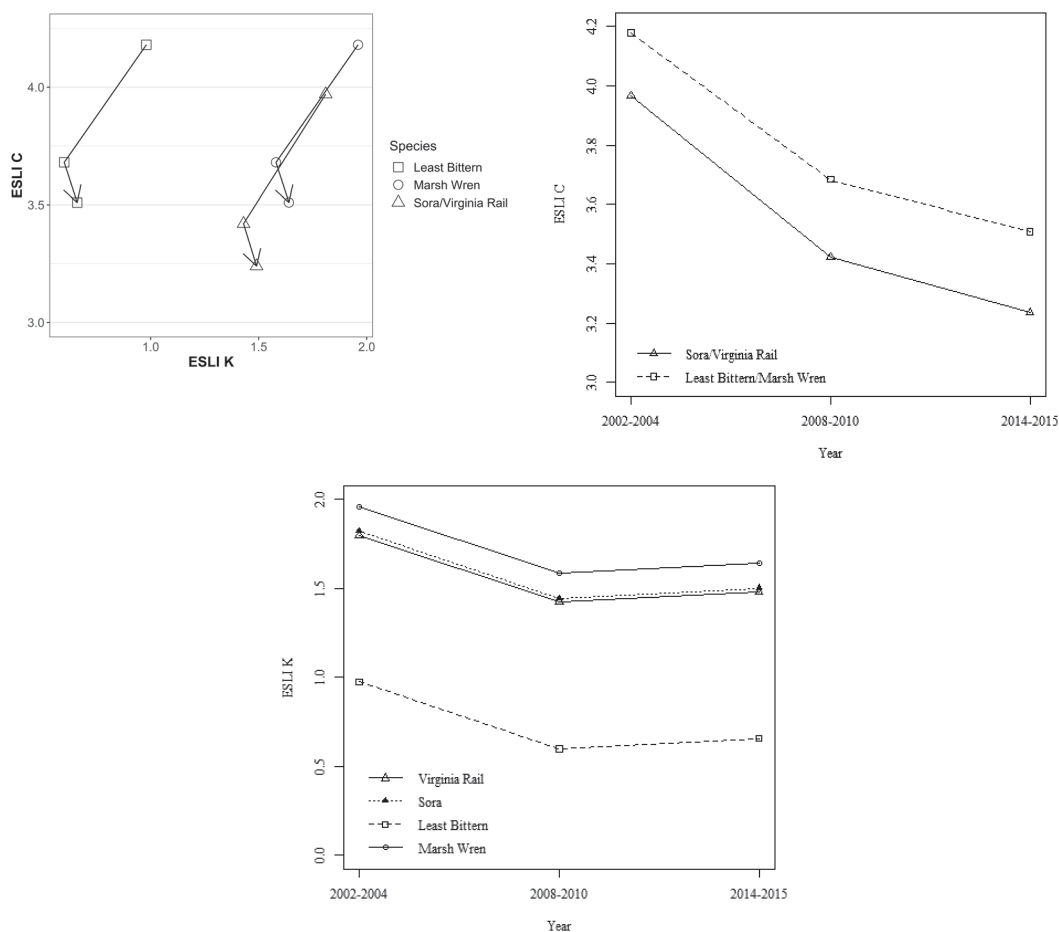 ESLI C
4.0
3.5
3.0
1.0
1.5
2.0
ESLI K
Species
Least Bittern
Marsh Wren
Sora/Virginia Rail
ESLI C
4.2
4.0
3.8
3.6
3.4
3.2
3.0
Sora/Virginia Rail
Least Bittern/Marsh Wren
2002-2004
2008-2010
2014-2015
Year
ESLI K
2.0
1.5
1.0
0.5
0.0
Virginia Rail
Sora
Least Bittern
Marsh Wren
2002-2004
2008-2010
2014-2015
Year